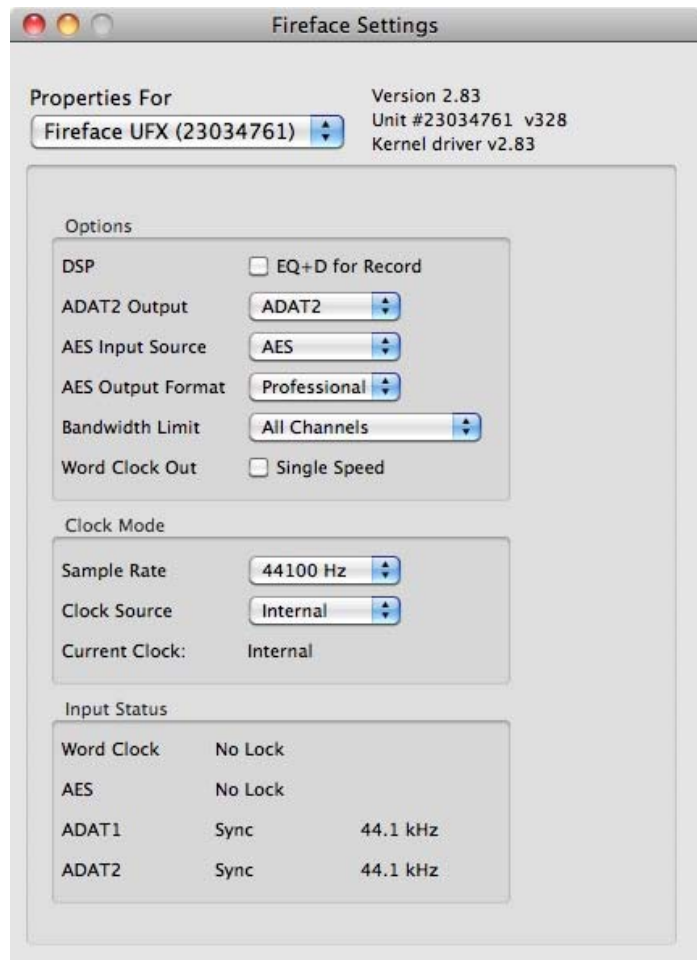 Fireface Settings
Properties For
Fireface UFX (23034761)
Version 2.83
Unit #23034761 v328
Kernel driver v2.83
Options
DSP EQ+D for Record
ADAT2 Output ADAT2
AES Input Source AES
AES Output Format Professional
Bandwidth Limit All Channels
Word Clock Out Single Speed
Clock Mode
Sample Rate 44100 Hz
Clock Source Internal
Current Clock: Internal
Input Status
Word Clock No Lock
AES No Lock
ADAT1 Sync 44.1 kHz
ADAT2 Sync 44.1 kHz